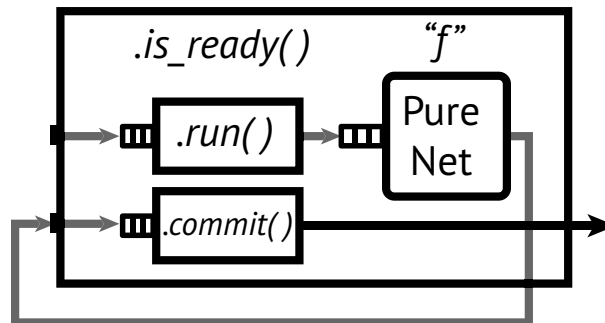 .is_ready() “f”
.run()
Pure
Net
.commit()